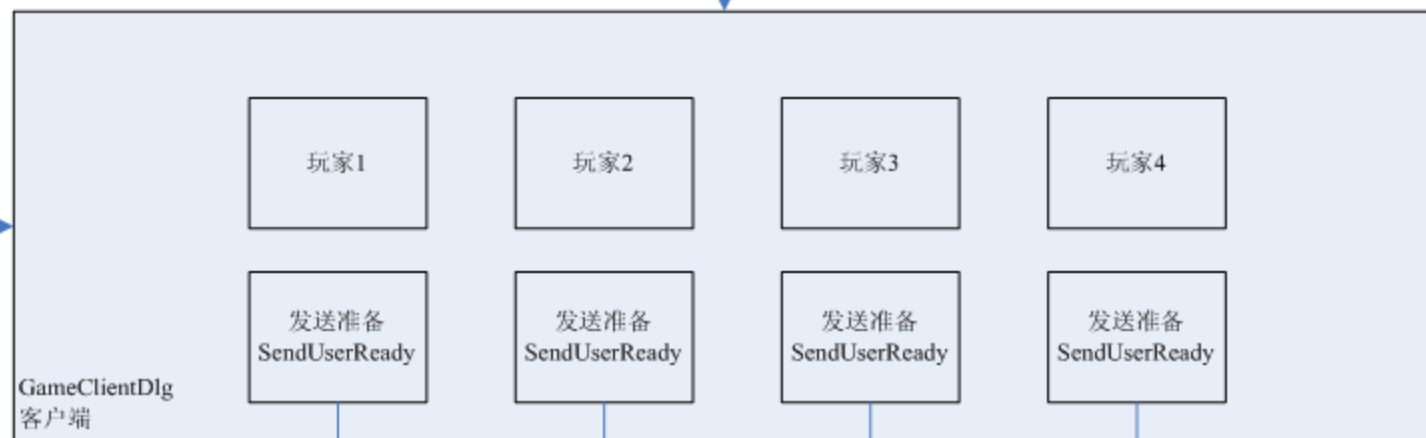 玩家1
玩家2
玩家3
玩家4
发送准备
SendUserReady
发送准备
SendUserReady
发送准备
SendUserReady
发送准备
SendUserReady
GameClientDlg
客户端